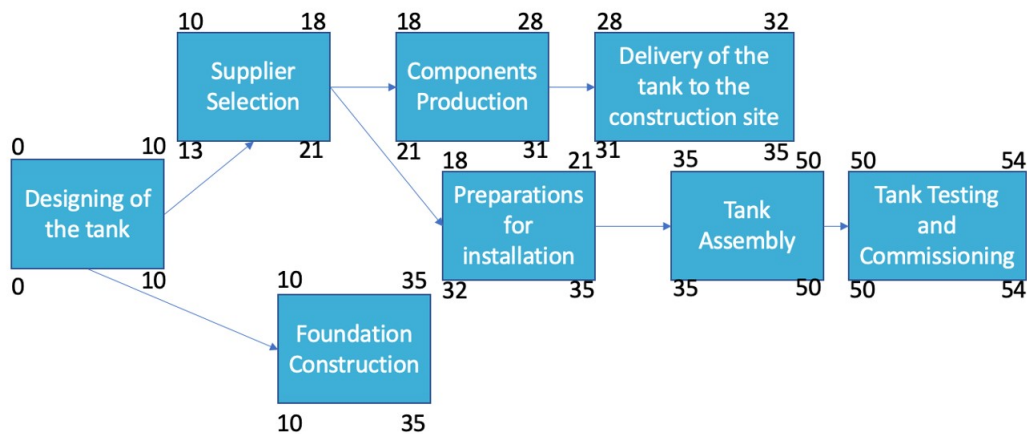 10 18
Supplier
Selection
13 21
18 28
Components
Production
21 31
28 32
Delivery of the
tank to the
construction site
31 35
0 10
Designing of
the tank
0 10
18 21
Preparations
for
installation
32 35
35 50
Tank
Assembly
35 50
50 54
Tank Testing
and
Commissioning
50 54
10 35
Foundation
Construction
10 35